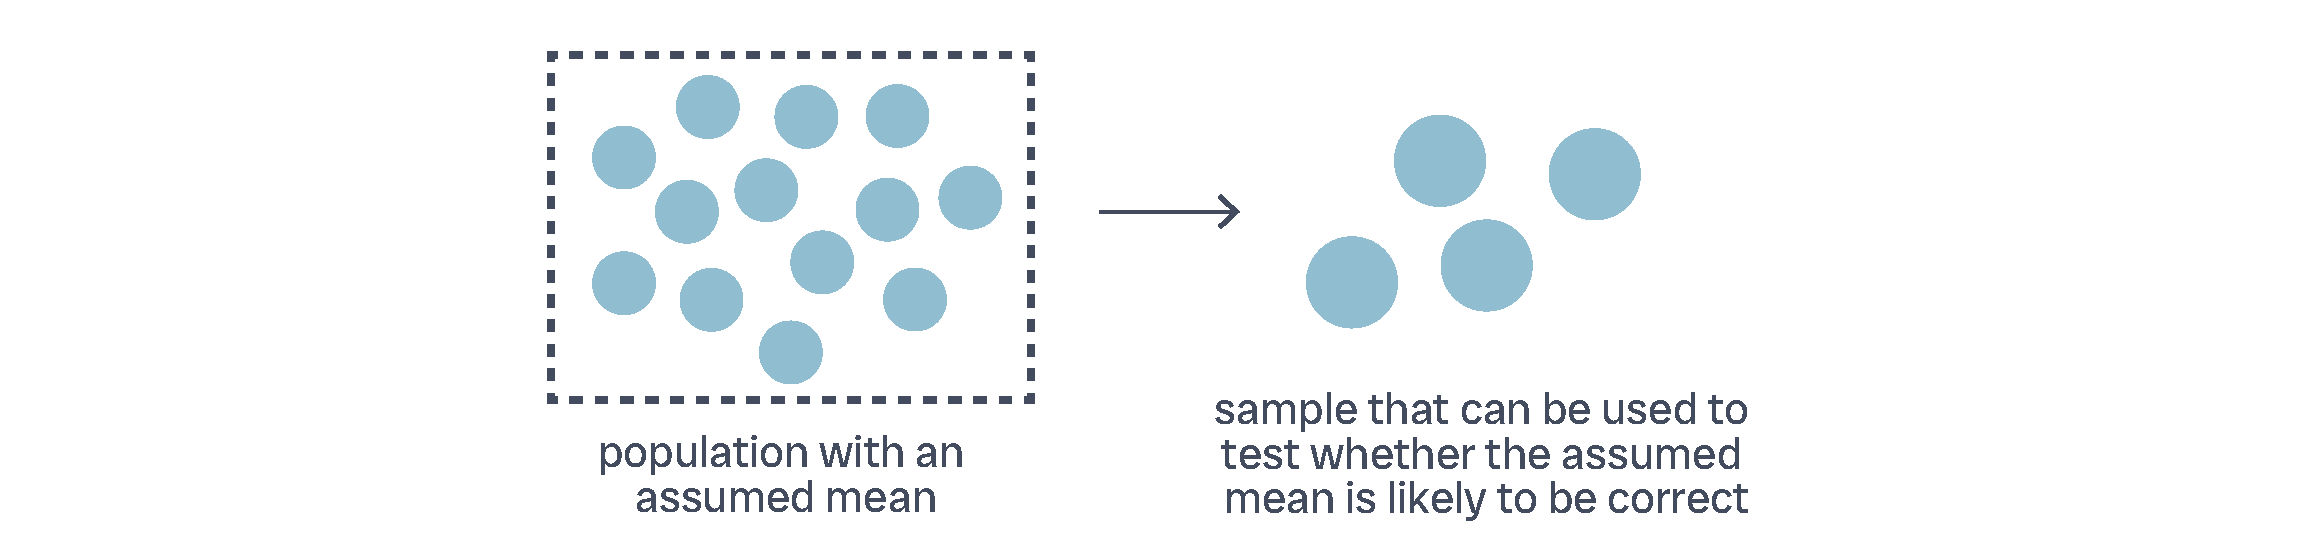 population with an
assumed mean
sample that can be used to
test whether the assumed
mean is likely to be correct